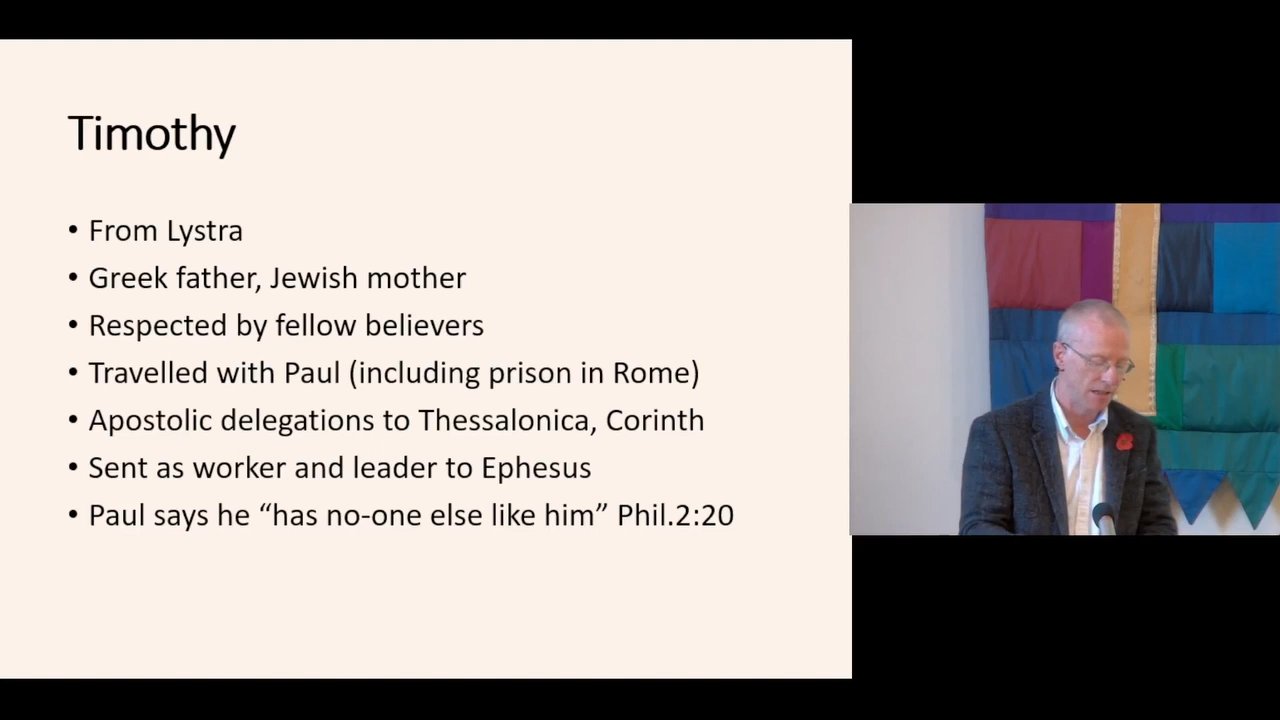 Timothy
• From Lystra
• Greek father, Jewish mother
• Respected by fellow believers
• Travelled with Paul (including prison in Rome)
• Apostolic delegations to Thessalonica, Corinth
• Sent as worker and leader to Ephesus
• Paul says he “has no-one else like him” Phil.2:20